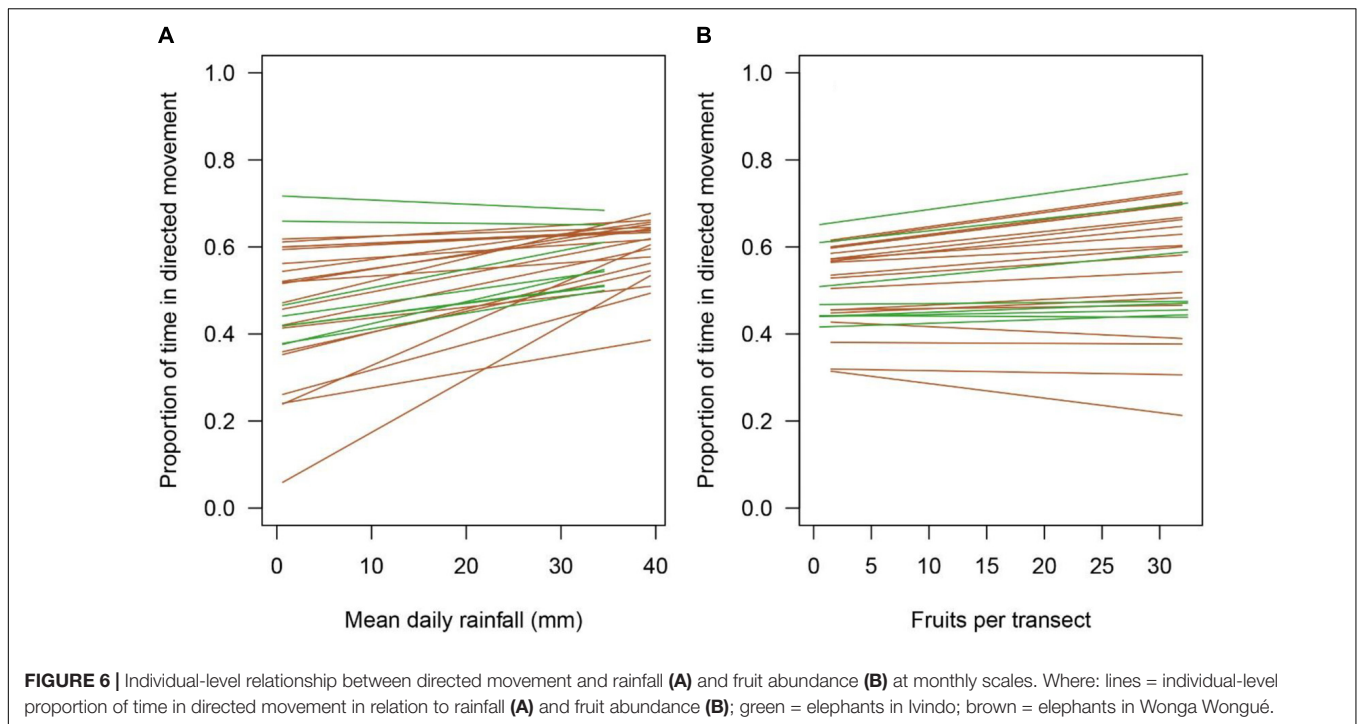 A
B
Proportion of time in directed movement
1.0
0.8
0.6
0.4
0.2
0.0
0 10 20 30 40
Mean daily rainfall (mm)
Proportion of time in directed movement
1.0
0.8
0.6
0.4
0.2
0.0
0 5 10 15 20 25 30
Fruits per transect
FIGURE 6 | Individual-level relationship between directed movement and rainfall (A) and fruit abundance (B) at monthly scales. Where: lines = individual-level
proportion of time in directed movement in relation to rainfall (A) and fruit abundance (B); green = elephants in Ivindo; brown = elephants in Wonga Wongué.